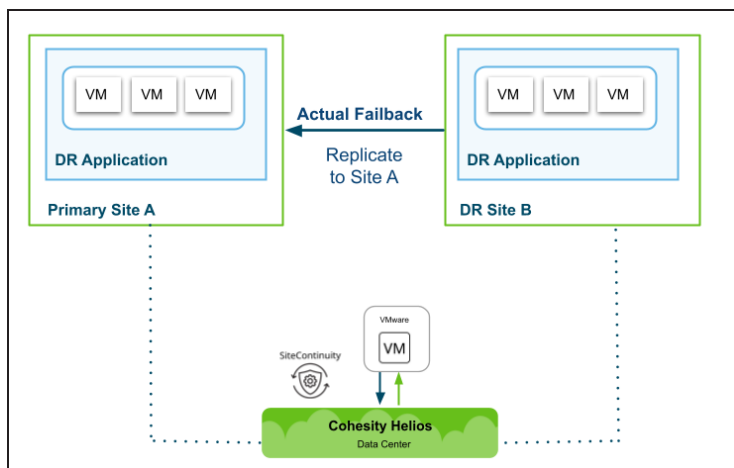 VM VM VM
DR Application
Primary Site A
Actual Failback
Replicate
to Site A
VM VM VM
DR Application
DR Site B
VMware
VM
SiteContinuity
Cohesity Helios
Data Center